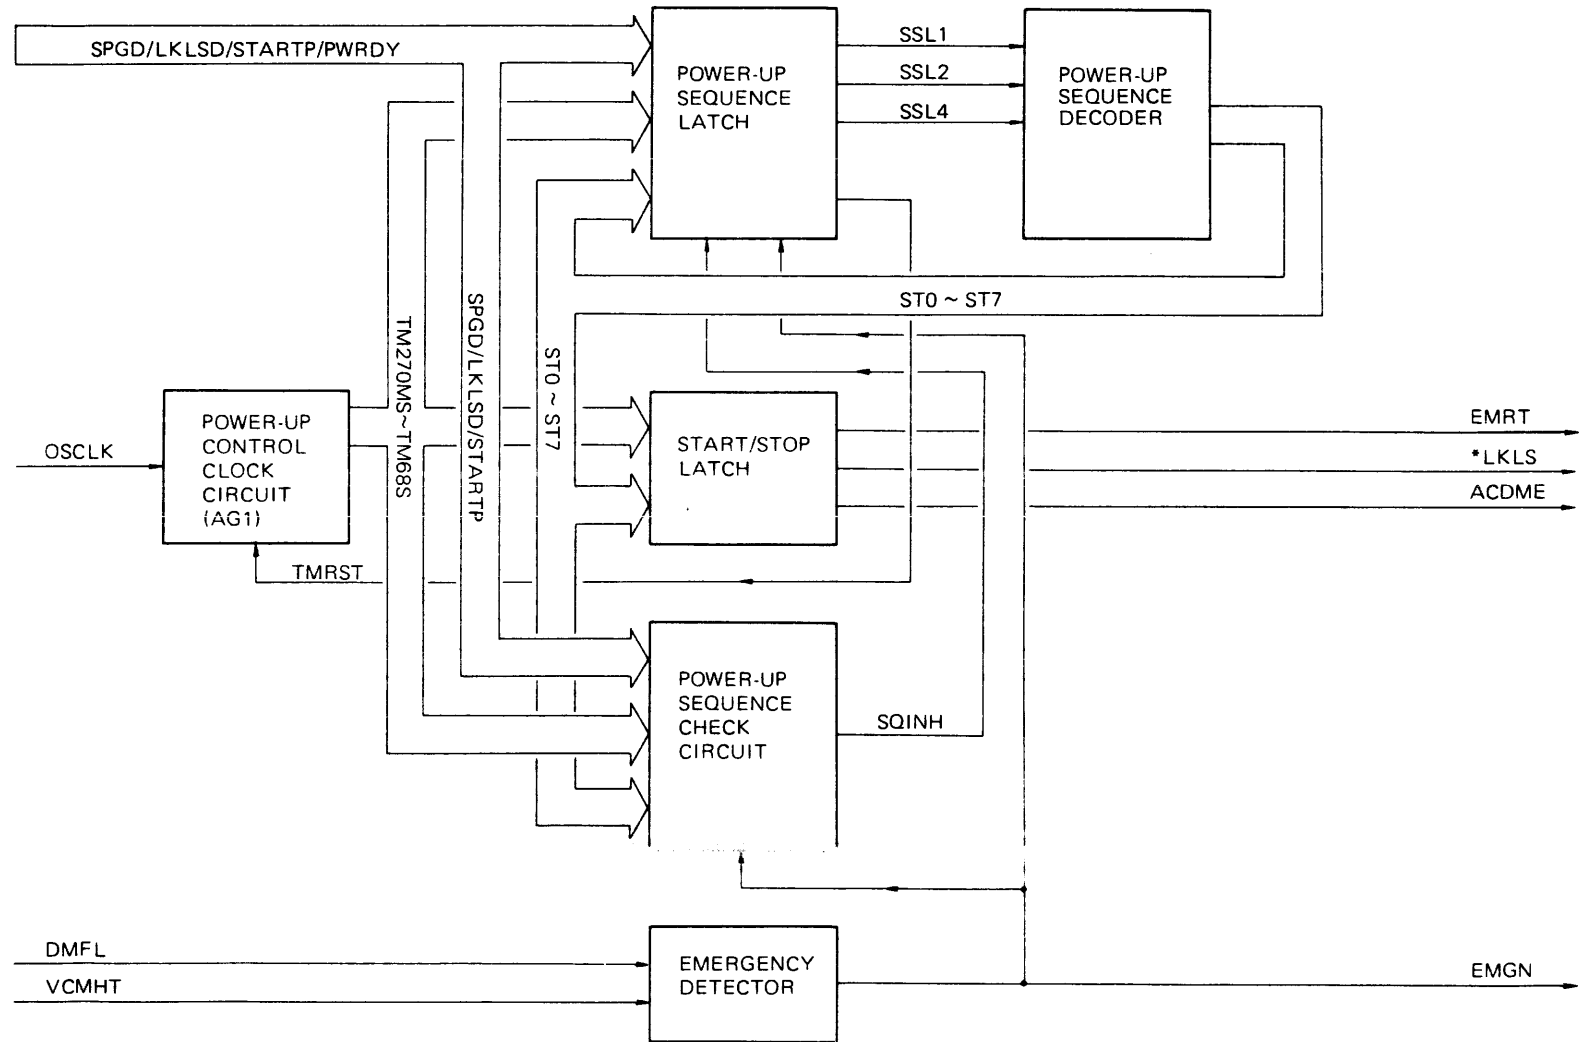 SPGD/LKLSD/STARTP/PWRDY
POWER-UP
SEQUENCE
LATCH
SSL1
SSL2
SSL4
POWER-UP
SEQUENCE
DECODER
ST0 ~ ST7
TM270MS~TM68S
SPGD/LKLSD/STARTP
ST0 ~ ST7
OSCLK
POWER-UP
CONTROL
CLOCK
CIRCUIT
(AG1)
START/STOP
LATCH
EMRT
*LKLS
ACDME
TMRST
POWER-UP
SEQUENCE
CHECK
CIRCUIT
SQINH
DMFL
VCMHT
EMERGENCY
DETECTOR
EMGN